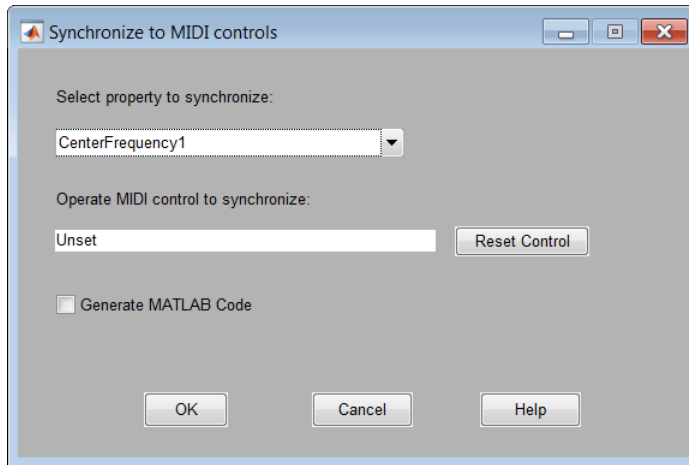 Synchronize to MIDI controls
Select property to synchronize:
CenterFrequency1
Operate MIDI control to synchronize:
Unset
Reset Control
Generate MATLAB Code
OK
Cancel
Help